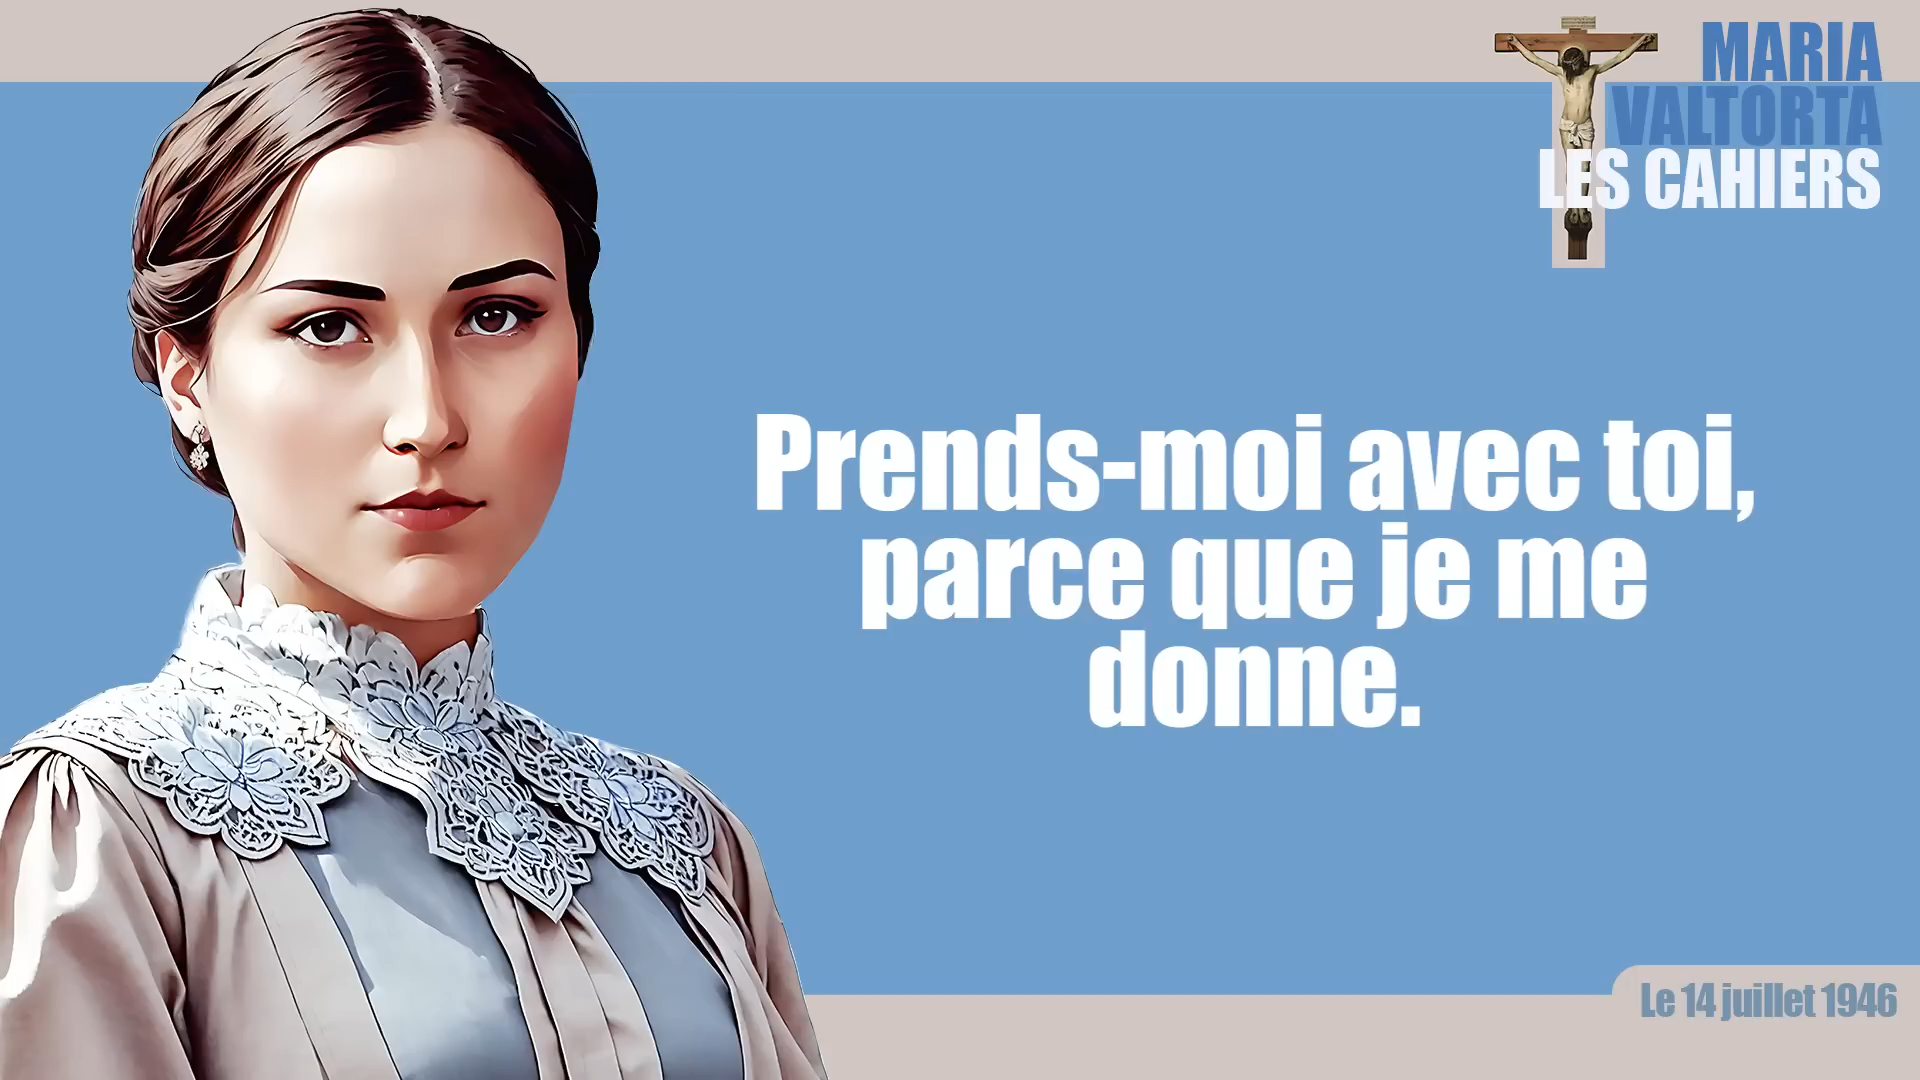 MARIA
VALTORTA
LES CAHIERS
Prends-moi avec toi,
parce que je me
donne.
Le 14 juillet 1946